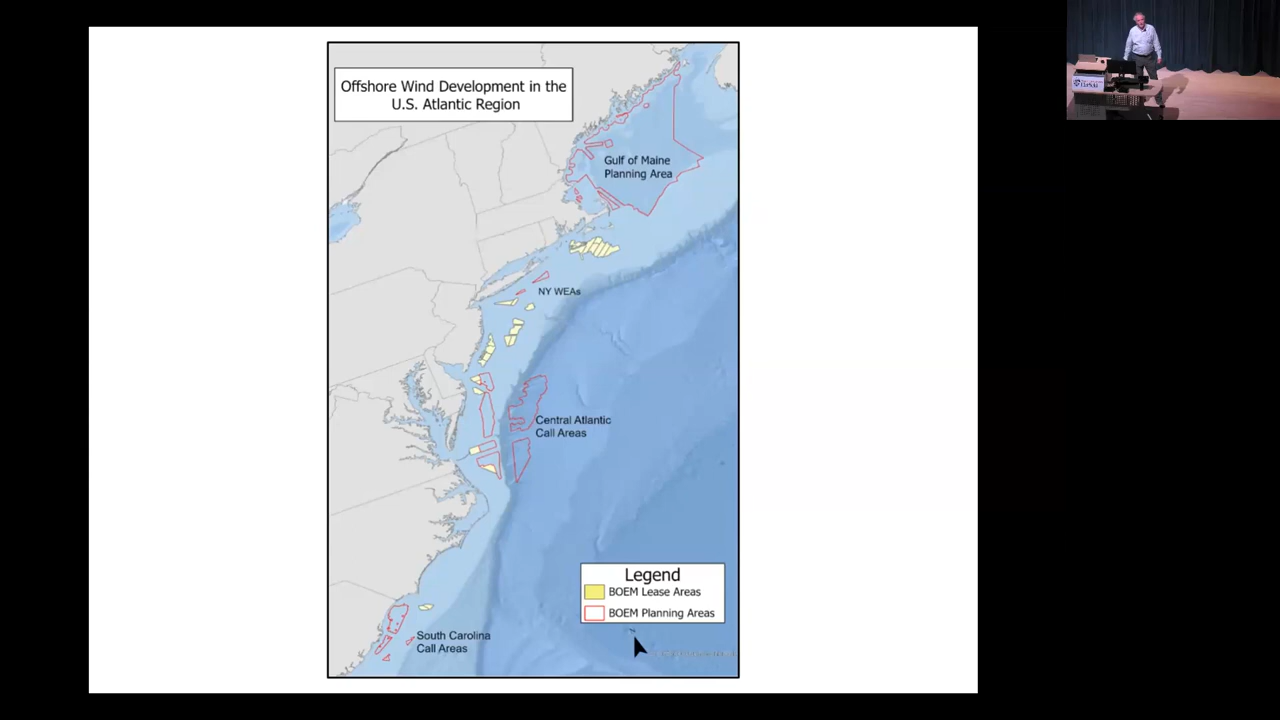 Offshore Wind Development in the
U.S. Atlantic Region
Gulf of Maine
Planning Area
NY WEAs
Central Atlantic
Call Areas
South Carolina
Call Areas
Legend
BOEM Lease Areas
BOEM Planning Areas